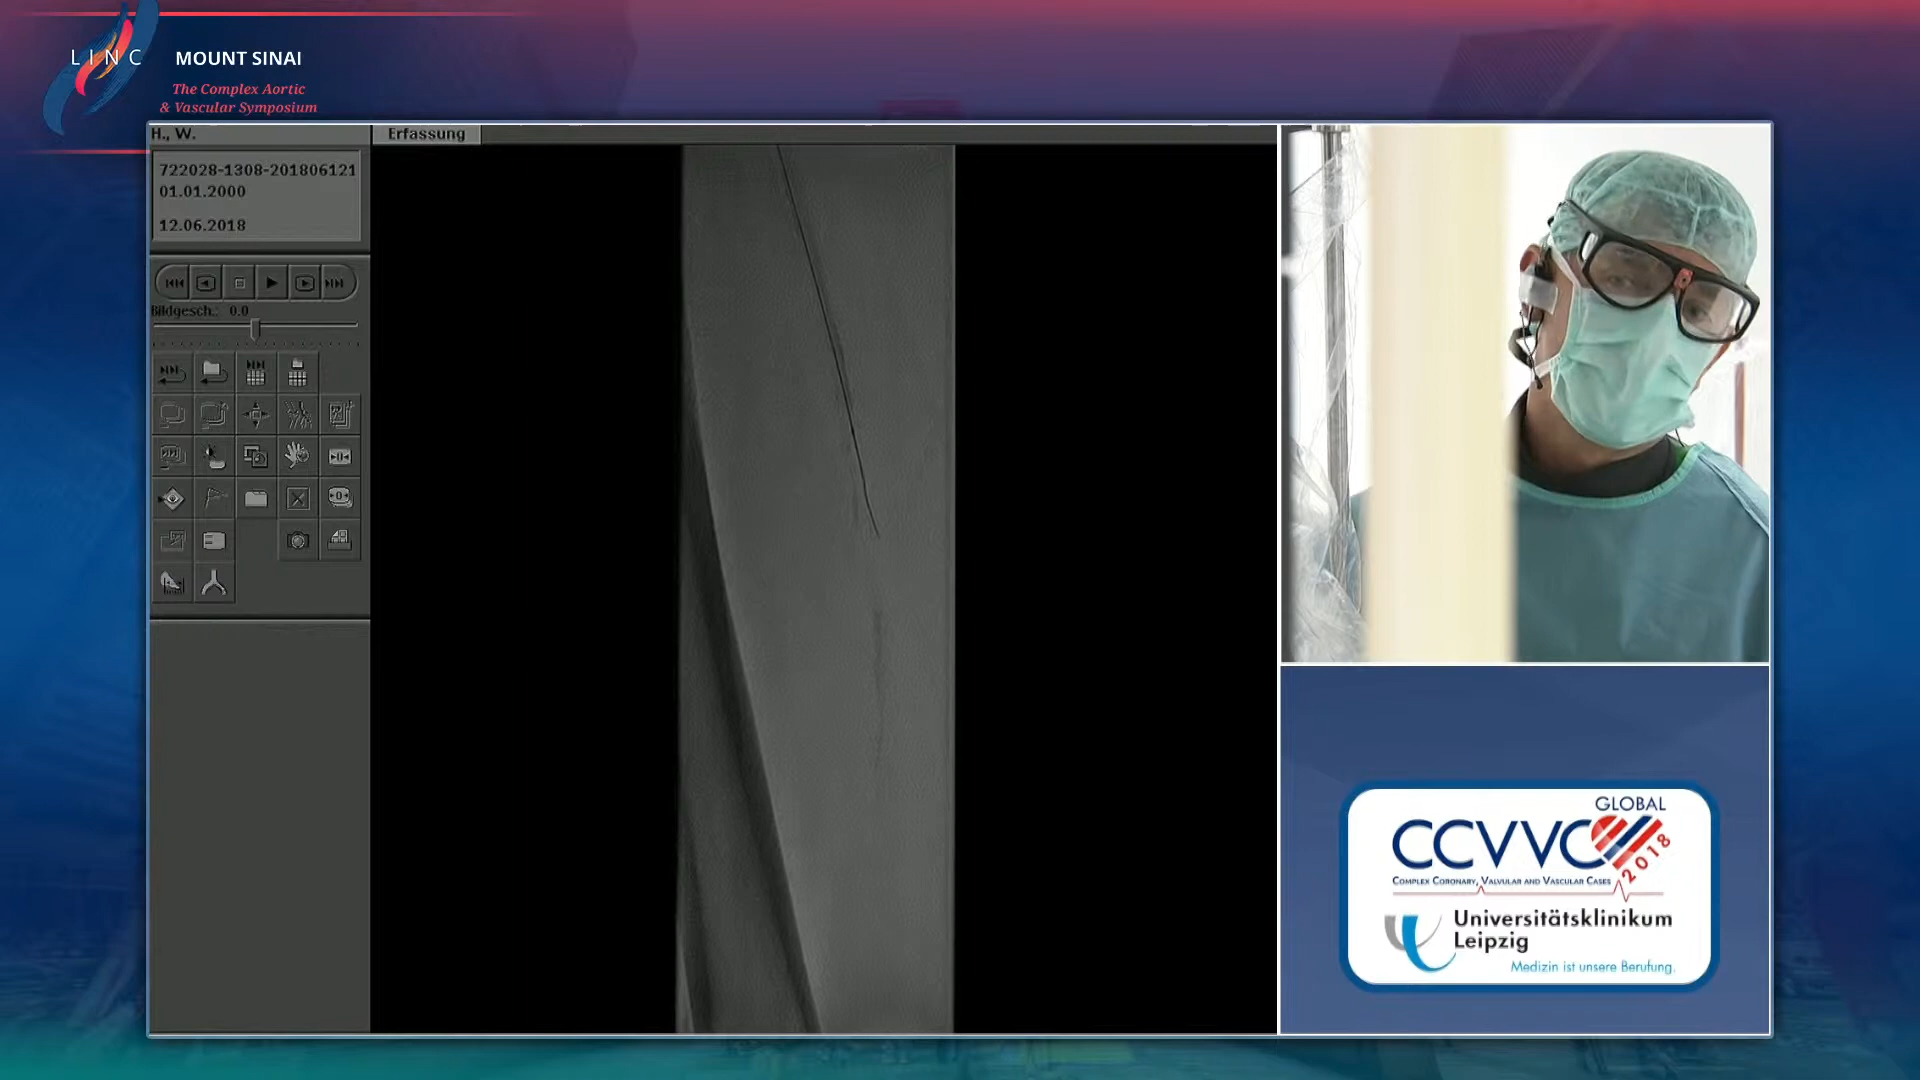 LINC
MOUNT SINAI
The Complex Aortic
& Vascular Symposium
H., W.
Erfassung
722028-1308-201806121
01.01.2000
12.06.2018
Bildgesch.: 0.0
GLOBAL
CCVVC
2018
COMPLEX CORONARY, VALVULAR AND VASCULAR CASES
Universitätsklinikum
Leipzig
Medizin ist unsere Berufung.